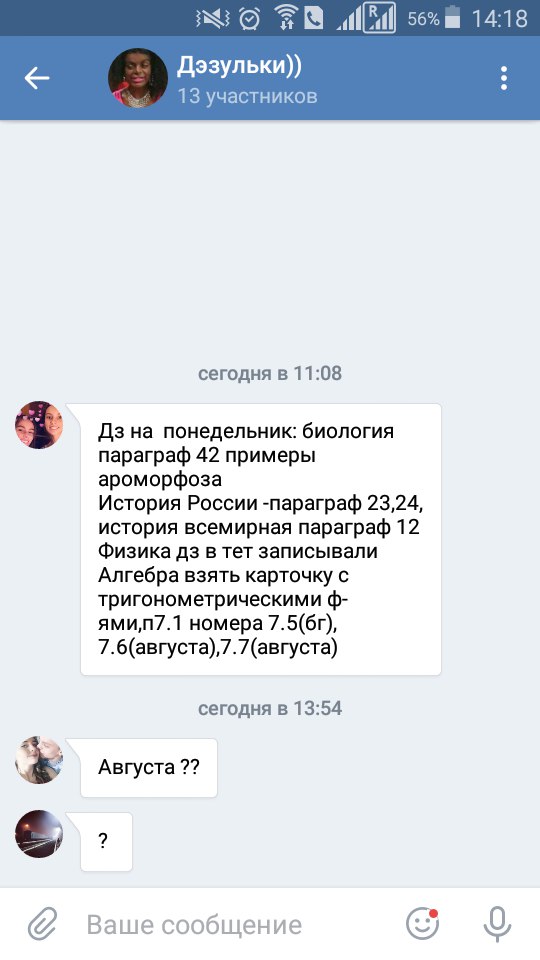 R 56% 14:18
Дэзульки))
13 участников
сегодня в 11:08
Дз на понедельник: биология
параграф 42 примеры
ароморфоза
История России -параграф 23,24,
история всемирная параграф 12
Физика дз в тет записывали
Алгебра взять карточку с
тригонометрическими ф-
ями,п7.1 номера 7.5(бг),
7.6(августа),7.7(августа)
сегодня в 13:54
Августа ??
?
Ваше сообщение